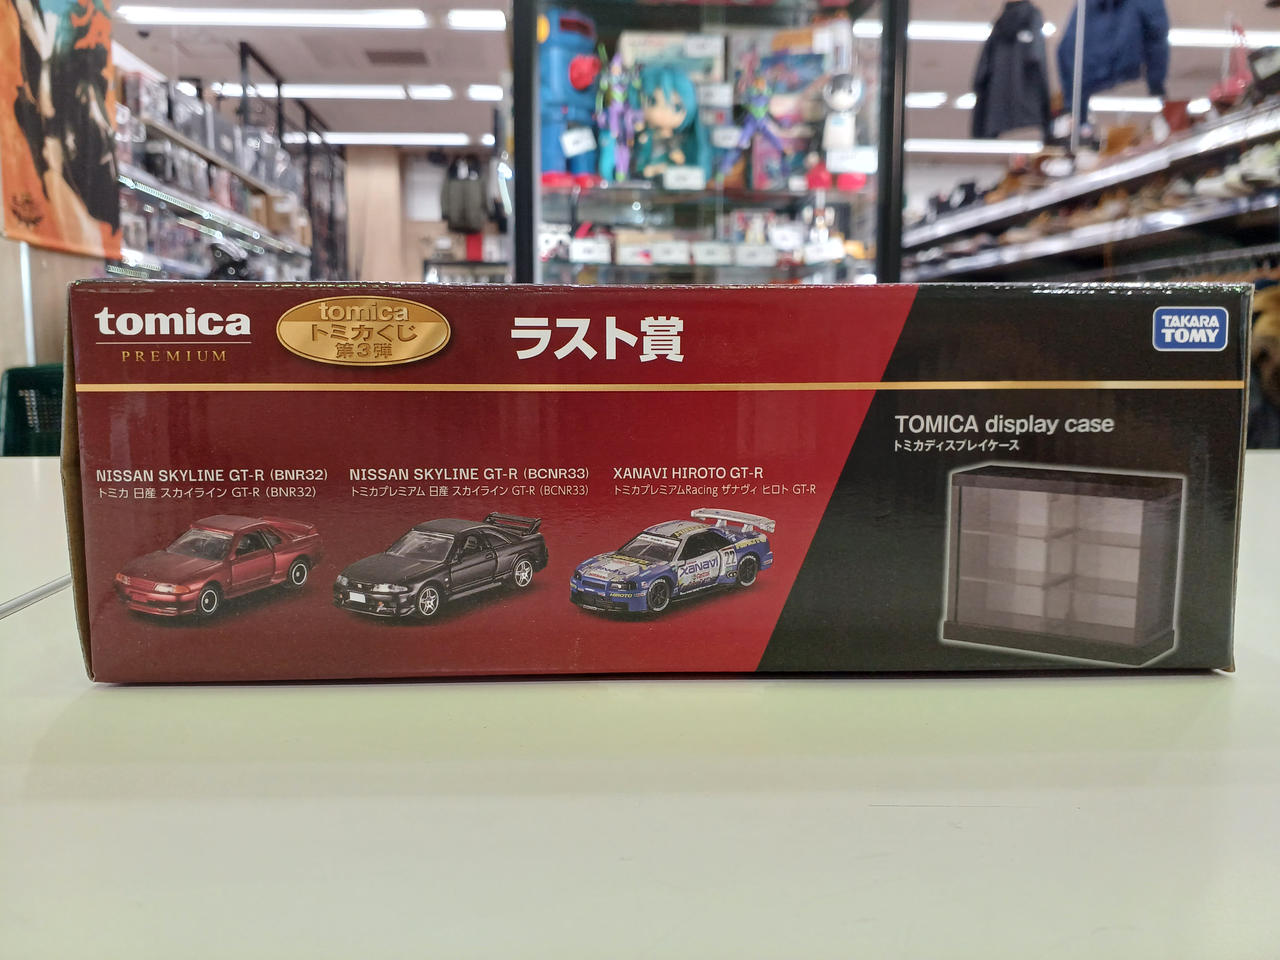 tomica
PREMIUM
tomica
トミカくじ
第3弾
ラスト賞
TAKARA
TOMY
TOMICA display case
トミカディスプレイケース
NISSAN SKYLINE GT-R (BNR32)
トミカ 日産 スカイライン GT-R (BNR32)
NISSAN SKYLINE GT-R (BCNR33)
トミカプレミアム 日産 スカイライン GT-R (BCNR33)
XANAVI HIROTO GT-R
トミカプレミアムRacing ザナヴィ ヒロト GT-R
XANAVI
22
HIROTO